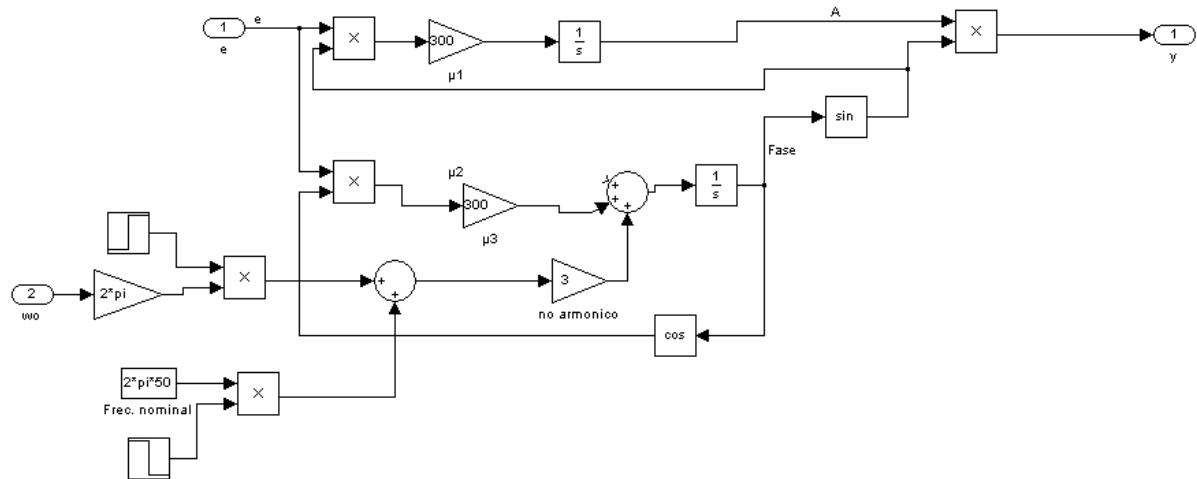 1
e
e
×
300
µ1
1
s
A
×
1
y
sin
Fase
×
µ2
300
µ3
+
+
+
1
s
2
wo
2*pi
×
+
+
3
no armonico
cos
2*pi*50
Frec. nominal
×